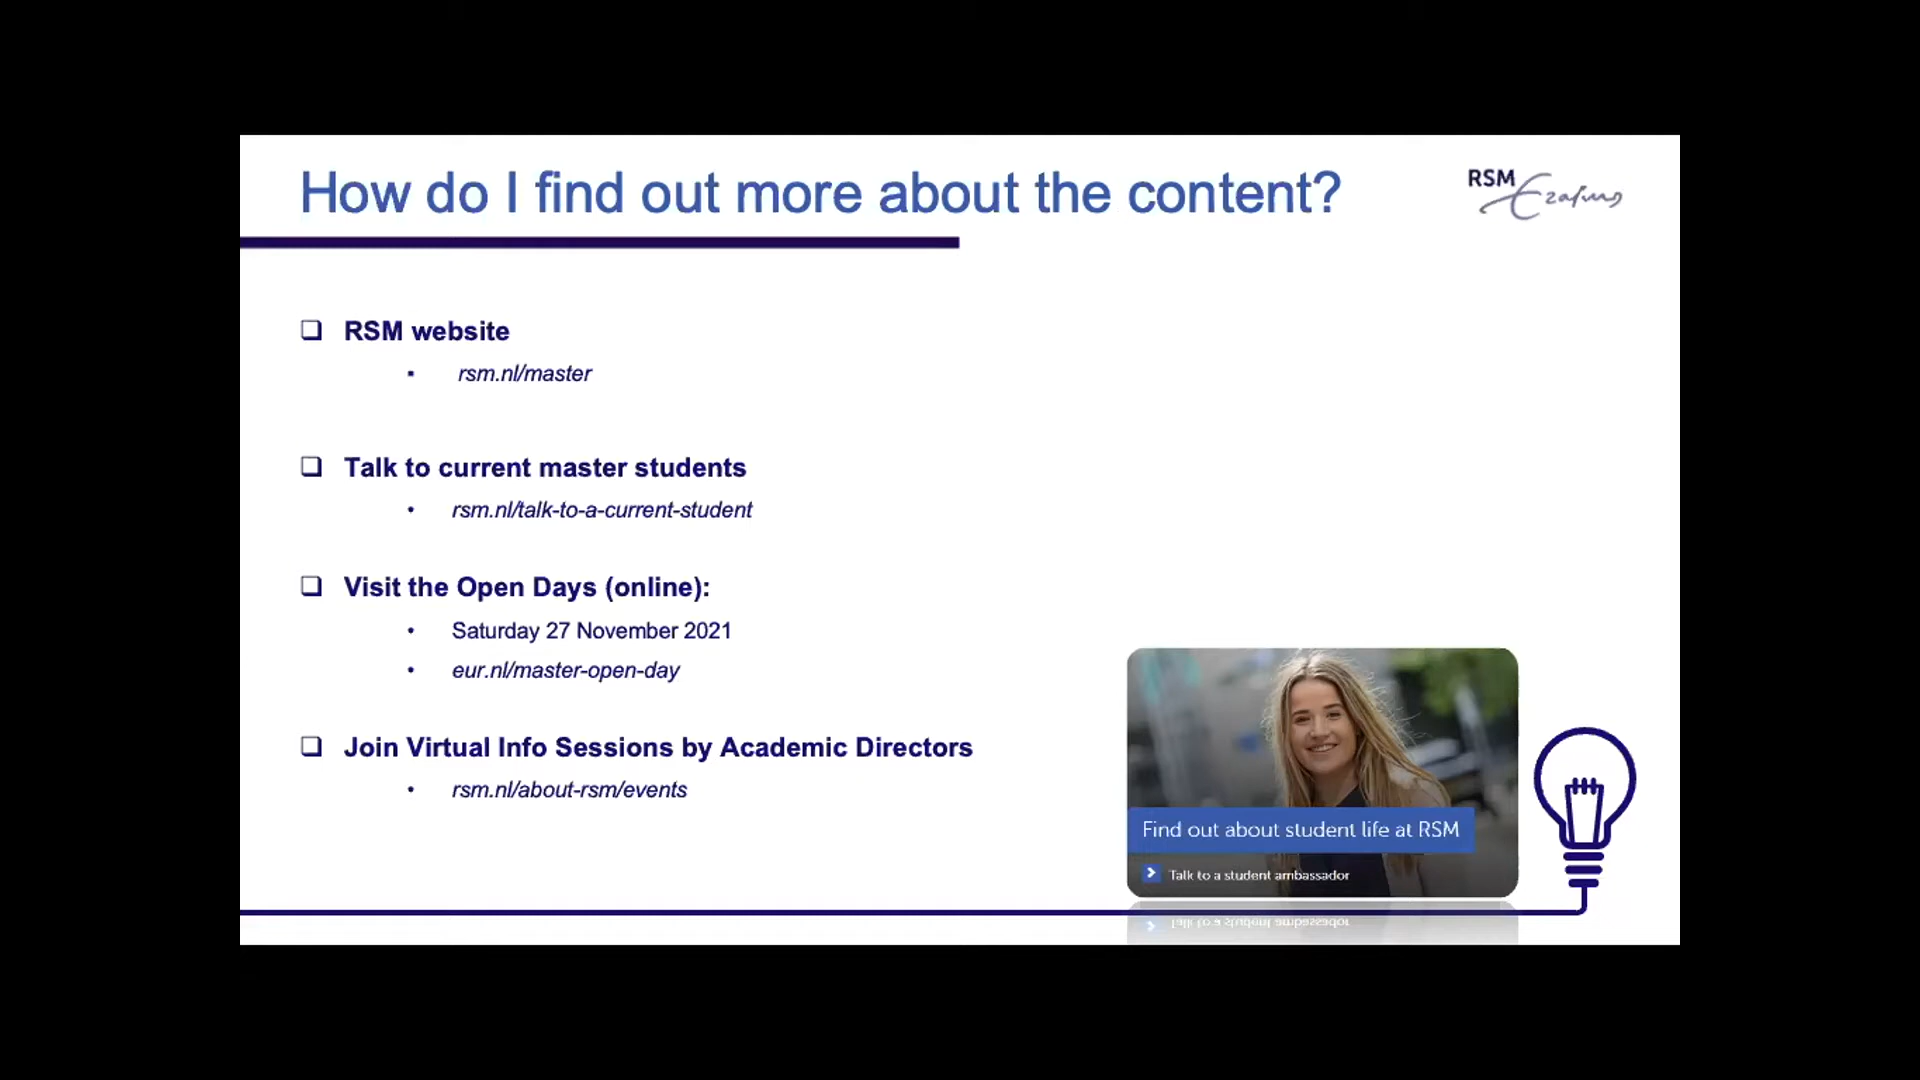 How do I find out more about the content?
RSM
Erasmus
RSM website
rsm.nl/master
Talk to current master students
rsm.nl/talk-to-a-current-student
Visit the Open Days (online):
Saturday 27 November 2021
eur.nl/master-open-day
Join Virtual Info Sessions by Academic Directors
rsm.nl/about-rsm/events
Find out about student life at RSM
Talk to a student ambassador